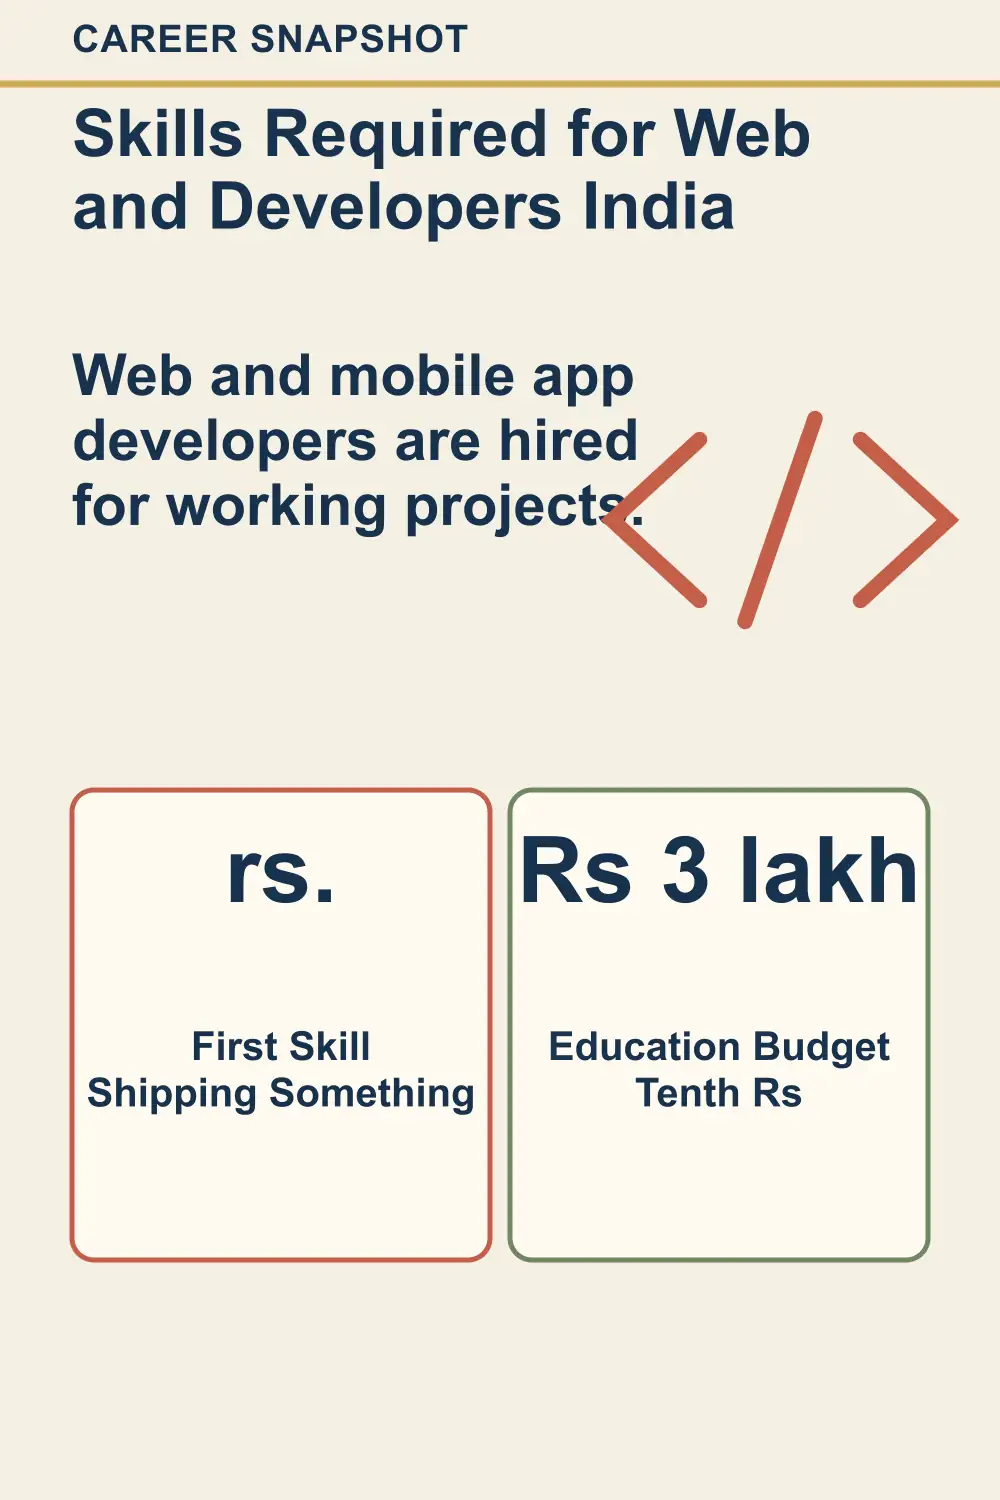 CAREER SNAPSHOT
Skills Required for Web
and Developers India
Web and mobile app
developers are hired
for working projects.
</>
rs.
First Skill
Shipping Something
Rs 3 lakh
Education Budget
Tenth Rs